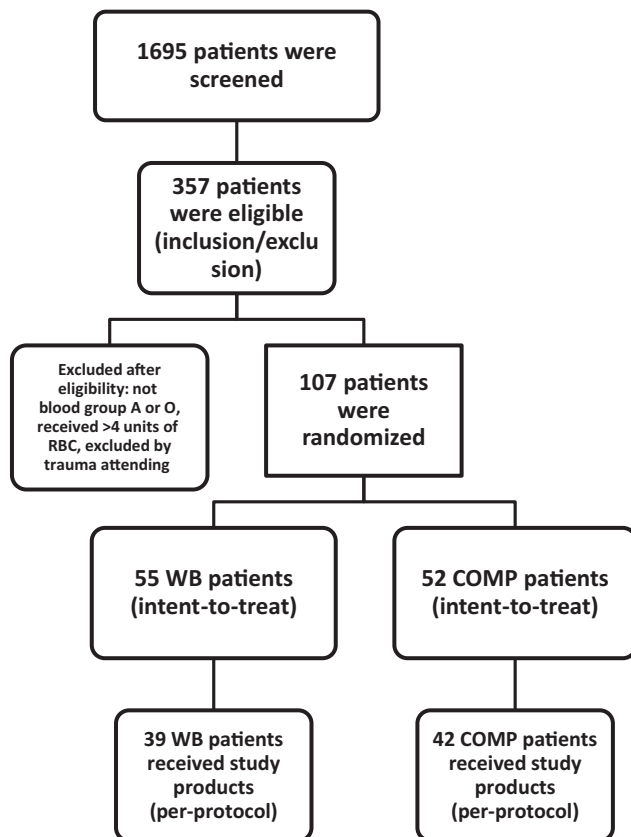 1695 patients were
screened
357 patients
were eligible
(inclusion/exclu
sion)
Excluded after
eligibility: not
blood group A or O,
received >4 units of
RBC, excluded by
trauma attending
107 patients
were
randomized
55 WB patients
(intent-to-treat)
52 COMP patients
(intent-to-treat)
39 WB patients
received study
products
(per-protocol)
42 COMP patients
received study
products
(per-protocol)